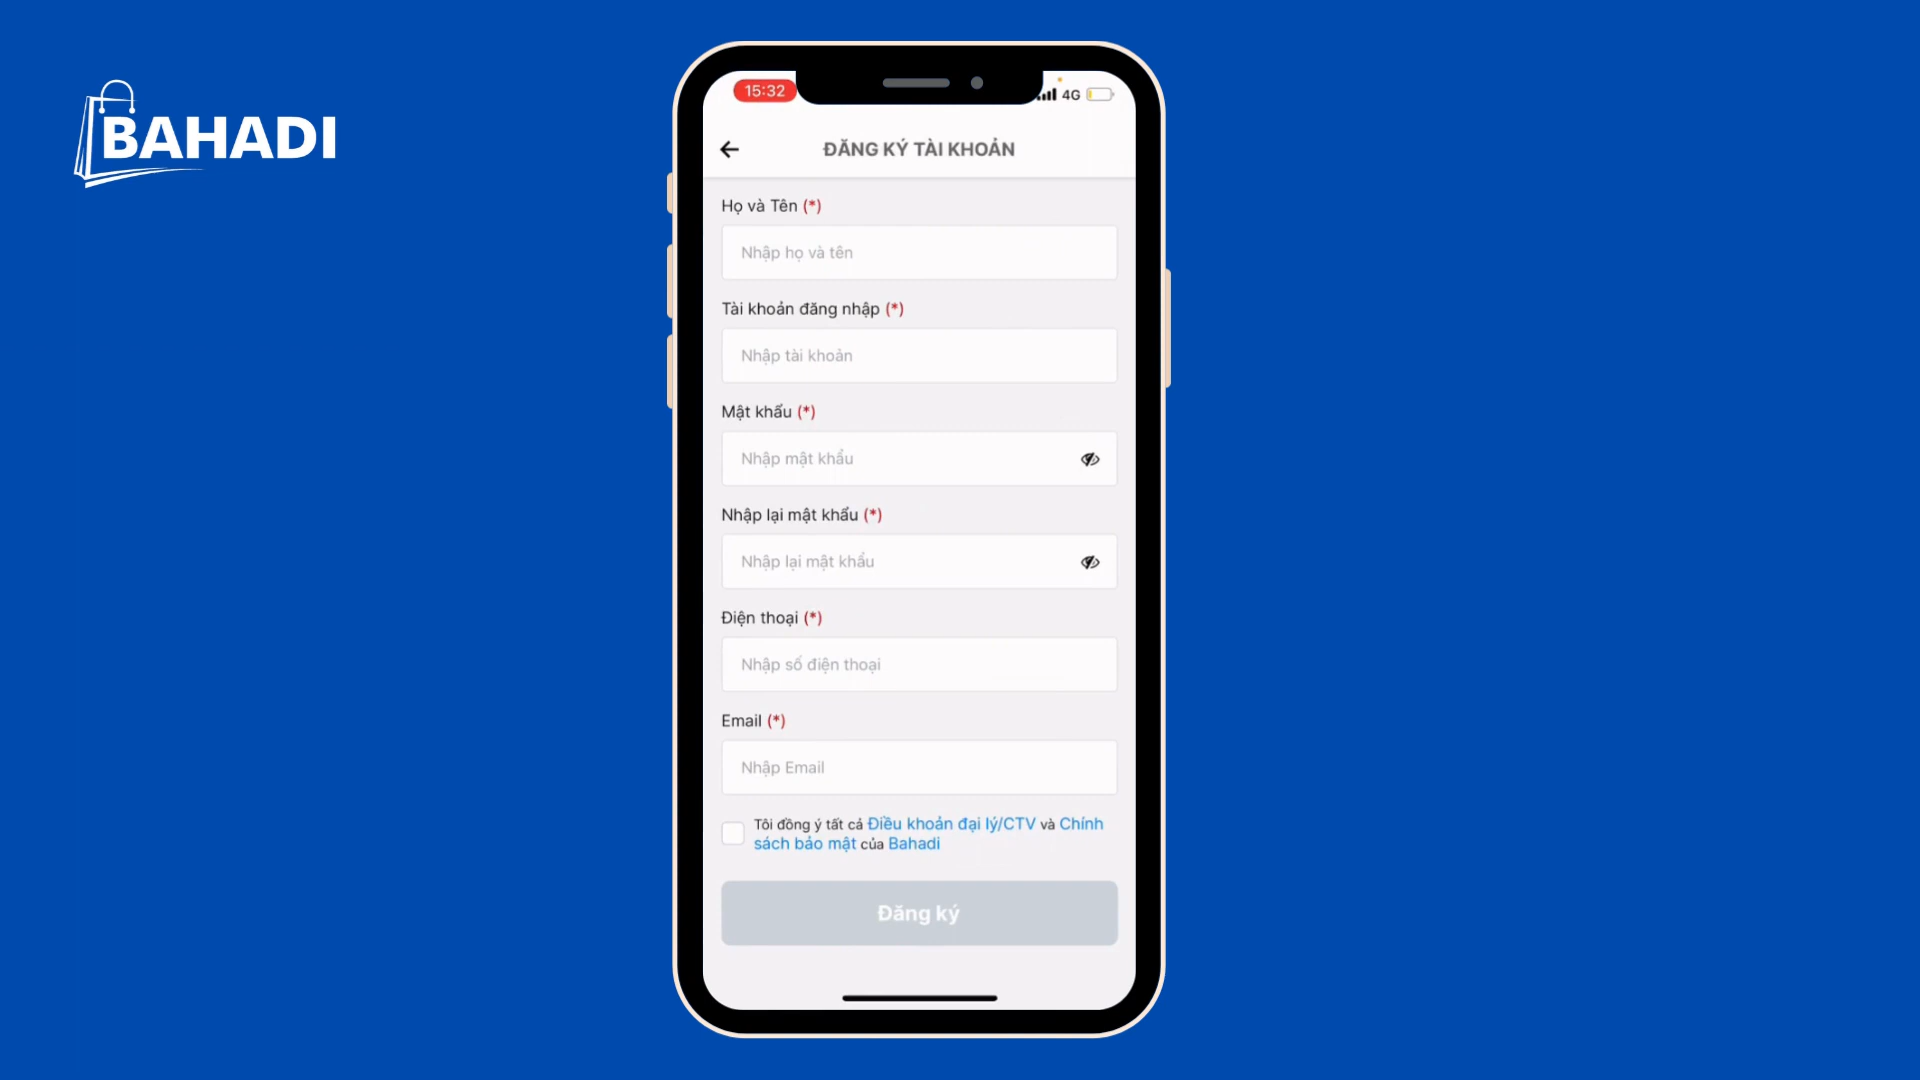 BAHADI
15:32
4G
ĐĂNG KÝ TÀI KHOẢN
Họ và Tên (*)
Nhập họ và tên
Tài khoản đăng nhập (*)
Nhập tài khoản
Mật khẩu (*)
Nhập mật khẩu
Nhập lại mật khẩu (*)
Nhập lại mật khẩu
Điện thoại (*)
Nhập số điện thoại
Email (*)
Nhập Email
Tôi đồng ý tất cả Điều khoản đại lý/CTV và Chính
sách bảo mật của Bahadi
Đăng ký